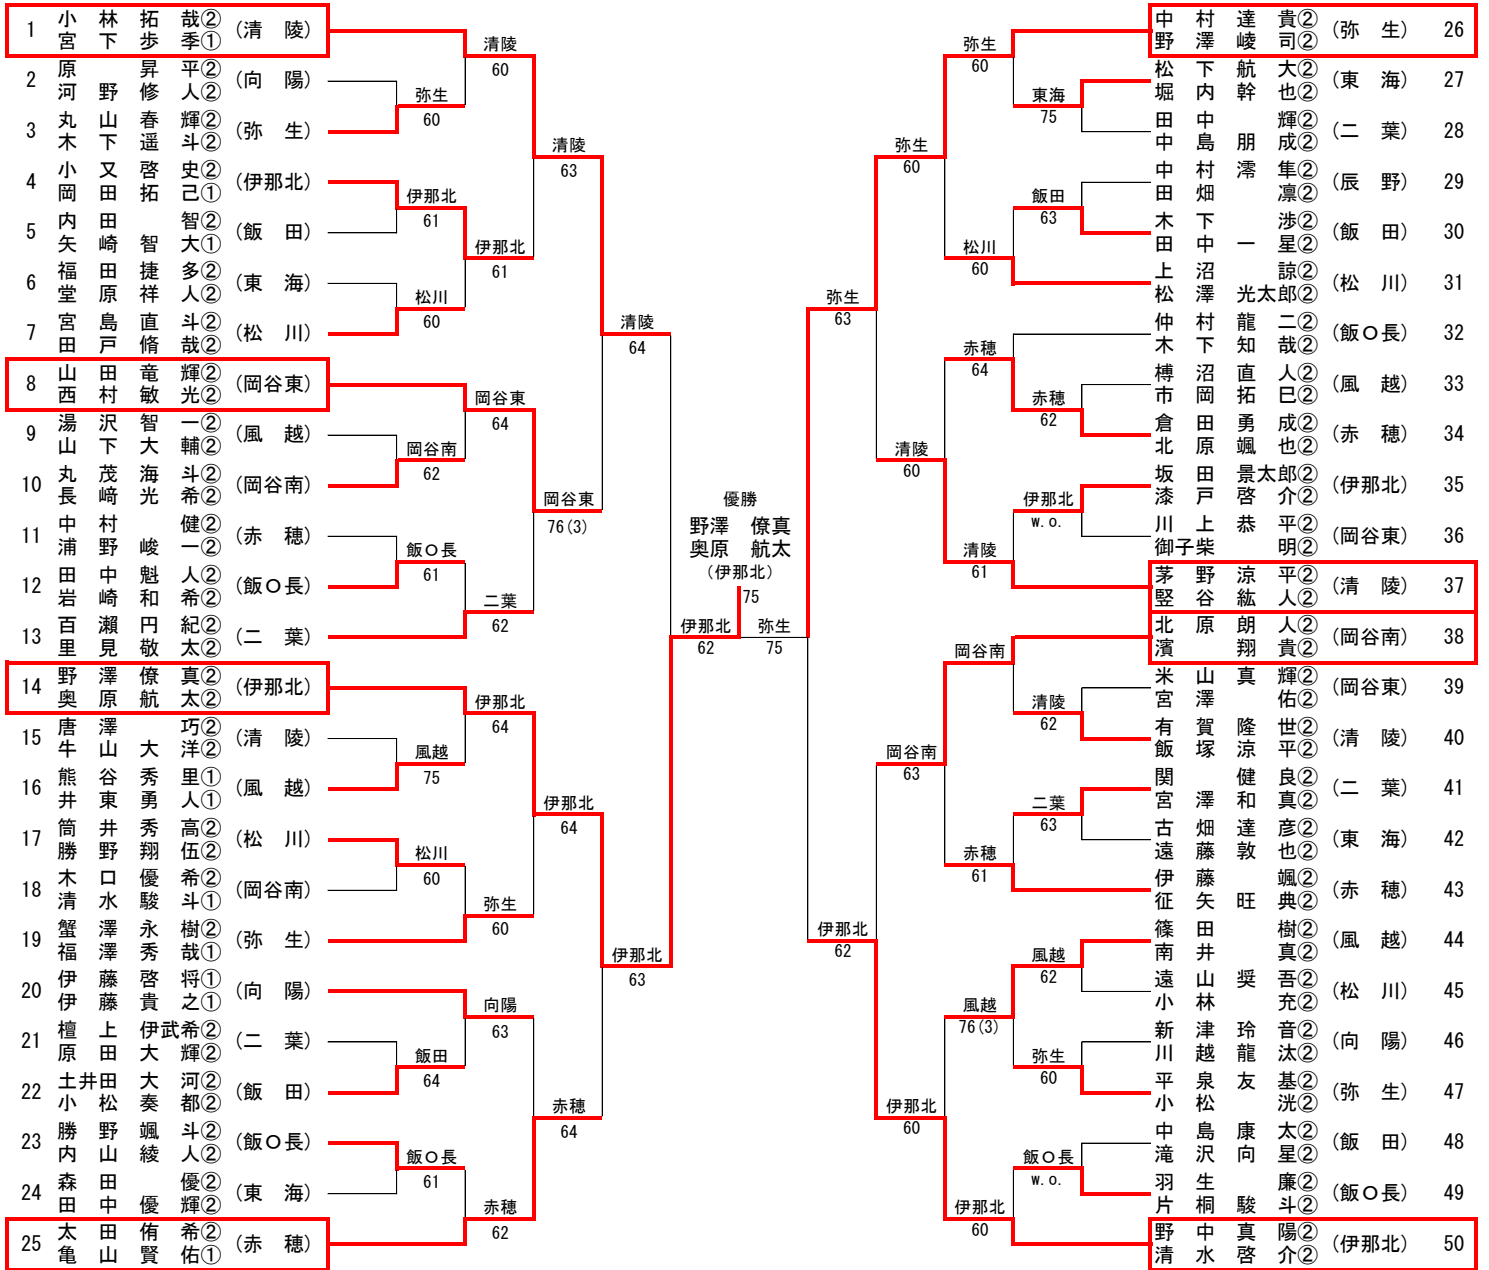 1 小林拓哉② 宮下歩季① (清陵)
2 原昇平② 河野修人② (向陽)
3 丸山春輝② 木下遥斗② (弥生)
4 小又啓史② 岡田拓己① (伊那北)
5 内田智② 矢崎智大① (飯田)
6 福田捷多② 堂原祥人② (東海)
7 宮島直斗② 田戸脩哉② (松川)
8 山田竜輝② 西村敏光② (岡谷東)
9 湯沢智一② 山下大輔② (風越)
10 丸茂海斗② 長﨑光希② (岡谷南)
11 中村健② 浦野峻一② (赤穂)
12 田中魁人② 岩崎和希② (飯O長)
13 百瀬円紀② 里見敬太② (二葉)
14 野澤僚真② 奥原航太② (伊那北)
15 唐澤巧② 牛山大洋② (清陵)
16 熊谷秀里① 井東勇人① (風越)
17 筒井秀高② 勝野翔伍② (松川)
18 木口優希② 清水駿斗① (岡谷南)
19 蟹澤永樹② 福澤秀哉① (弥生)
20 伊藤啓将① 伊藤貴之① (向陽)
21 檀上伊武希② 原田大輝② (二葉)
22 土井田大河② 小松奏都② (飯田)
23 勝野颯斗② 内山綾人② (飯O長)
24 森田優② 田中優輝② (東海)
25 太田侑希② 亀山賢佑① (赤穂)
弥生 60
伊那北 61
松川 60
岡谷南 62
飯O長 61
風越 75
松川 60
飯田 64
飯O長 61
清陵 60
伊那北 61
岡谷東 64
二葉 62
伊那北 64
弥生 60
向陽 63
赤穂 62
清陵 63
岡谷東 76(3)
伊那北 64
赤穂 64
清陵 64
伊那北 63
伊那北 62
優勝
野澤 僚真
奥原 航太
(伊那北)
75
弥生 75
弥生 63
伊那北 62
弥生 60
清陵 60
岡谷南 63
伊那北 60
弥生 60
松川 60
赤穂 64
清陵 61
岡谷南
赤穂 61
風越 76(3)
伊那北 60
東海 75
飯田 63
赤穂 62
伊那北 w.o.
清陵 62
二葉 63
風越 62
弥生 60
飯O長 w.o.
中村達貴② 野澤崚司② (弥生) 26
松下航大② 堀内幹也② (東海) 27
田中輝② 中島朋成② (二葉) 28
中村澪隼② 田畑凛② (辰野) 29
木下渉② 田中一星② (飯田) 30
上沼諒② 松澤光太郎② (松川) 31
仲村龍二② 木下知哉② (飯O長) 32
榑沼直人② 市岡拓巳② (風越) 33
倉田勇成② 北原颯也② (赤穂) 34
坂田景太郎② 漆戸啓介② (伊那北) 35
川上恭平② 御子柴明② (岡谷東) 36
茅野涼平② 竪谷紘人② (清陵) 37
北原朗人② 濱翔貴② (岡谷南) 38
米山真輝② 宮澤佑② (岡谷東) 39
有賀隆世② 飯塚涼平② (清陵) 40
関健良② 宮澤和真② (二葉) 41
古畑達彦② 遠藤敦也② (東海) 42
伊藤颯② 征矢旺典② (赤穂) 43
篠田樹② 南井真② (風越) 44
遠山奨吾② 小林充② (松川) 45
新津玲音② 川越龍汰② (向陽) 46
平泉友基② 小松洸② (弥生) 47
中島康太② 滝沢向星② (飯田) 48
羽生廉② 片桐駿斗② (飯O長) 49
野中真陽② 清水啓介② (伊那北) 50